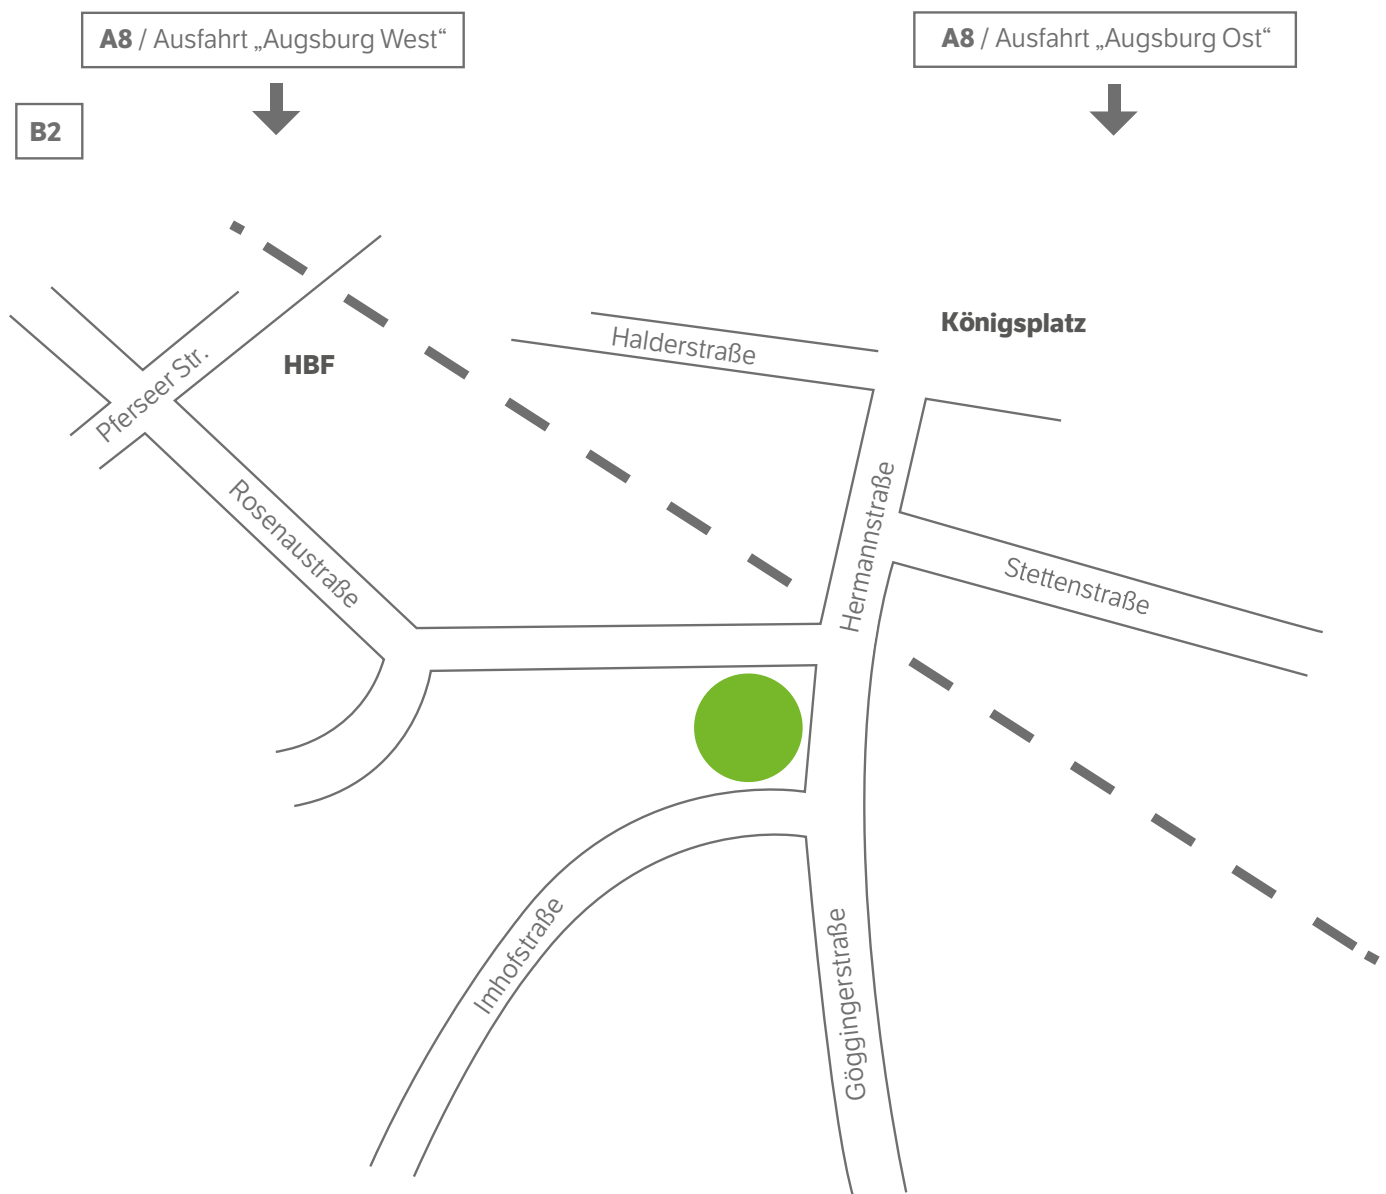 A8 / Ausfahrt „Augsburg West“
A8 / Ausfahrt „Augsburg Ost“
B2
Königsplatz
Halderstraße
HBF
Pferseer Str.
Rosenaustraße
Hermannstraße
Stettenstraße
Imhofstraße
Göggingerstraße